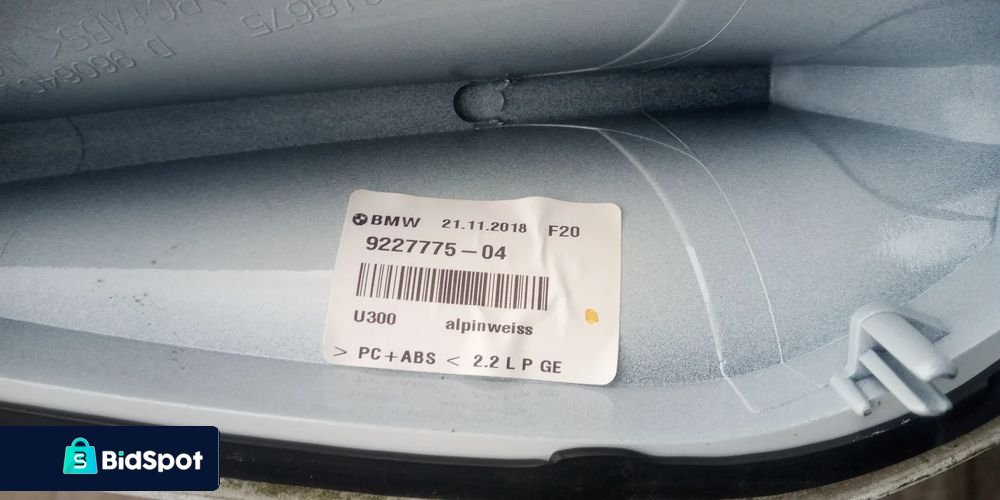 BMW 21.11.2018 F20
9227775-04
U300 alpinweiss
> PC+ABS < 2.2 L P GE
BidSpot